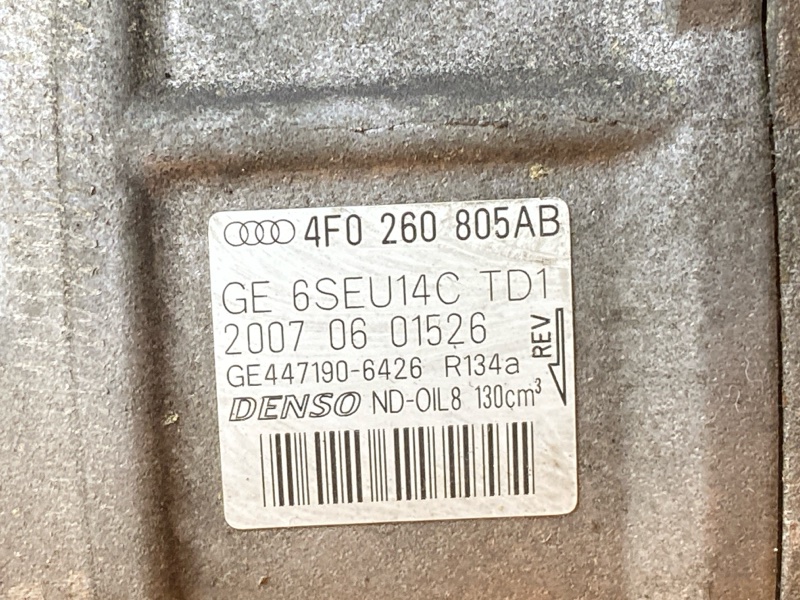 4F0 260 805AB
GE 6SEU14C TD1
2007 06 01526
GE447190-6426 R134a
REV
DENSO ND-OIL8 130cm³